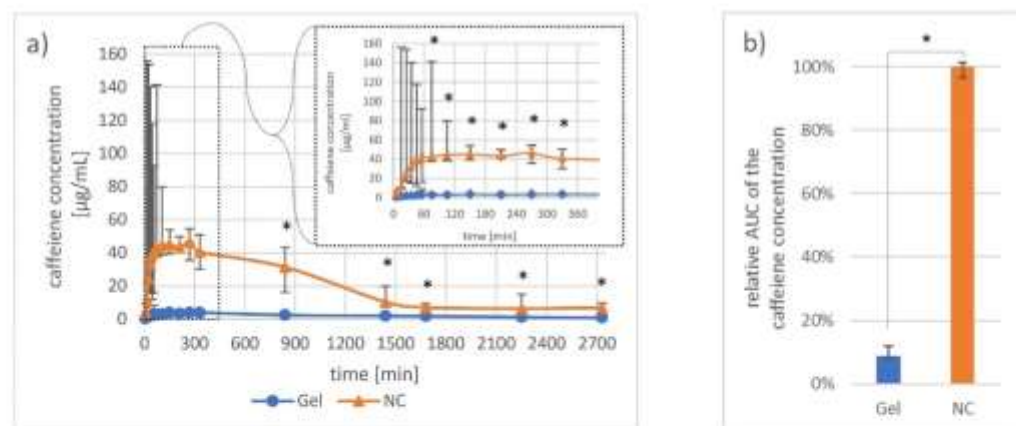 a)
caffeiene concentration
[µg/mL]
160
140
120
100
80
60
40
20
0
0 300 600 900 1200 1500 1800 2100 2400 2700
time [min]
Gel NC
caffeiene concentration
[µg/ml]
160
140
120
100
80
60
40
20
0
0 60 120 180 240 300 360
time [min]
* * * * * *
* * * * *
b)
relative AUC of the
caffeiene concentration
*
100%
80%
60%
40%
20%
0%
Gel NC